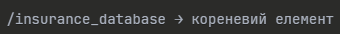 /insurance_database → кореневий елемент